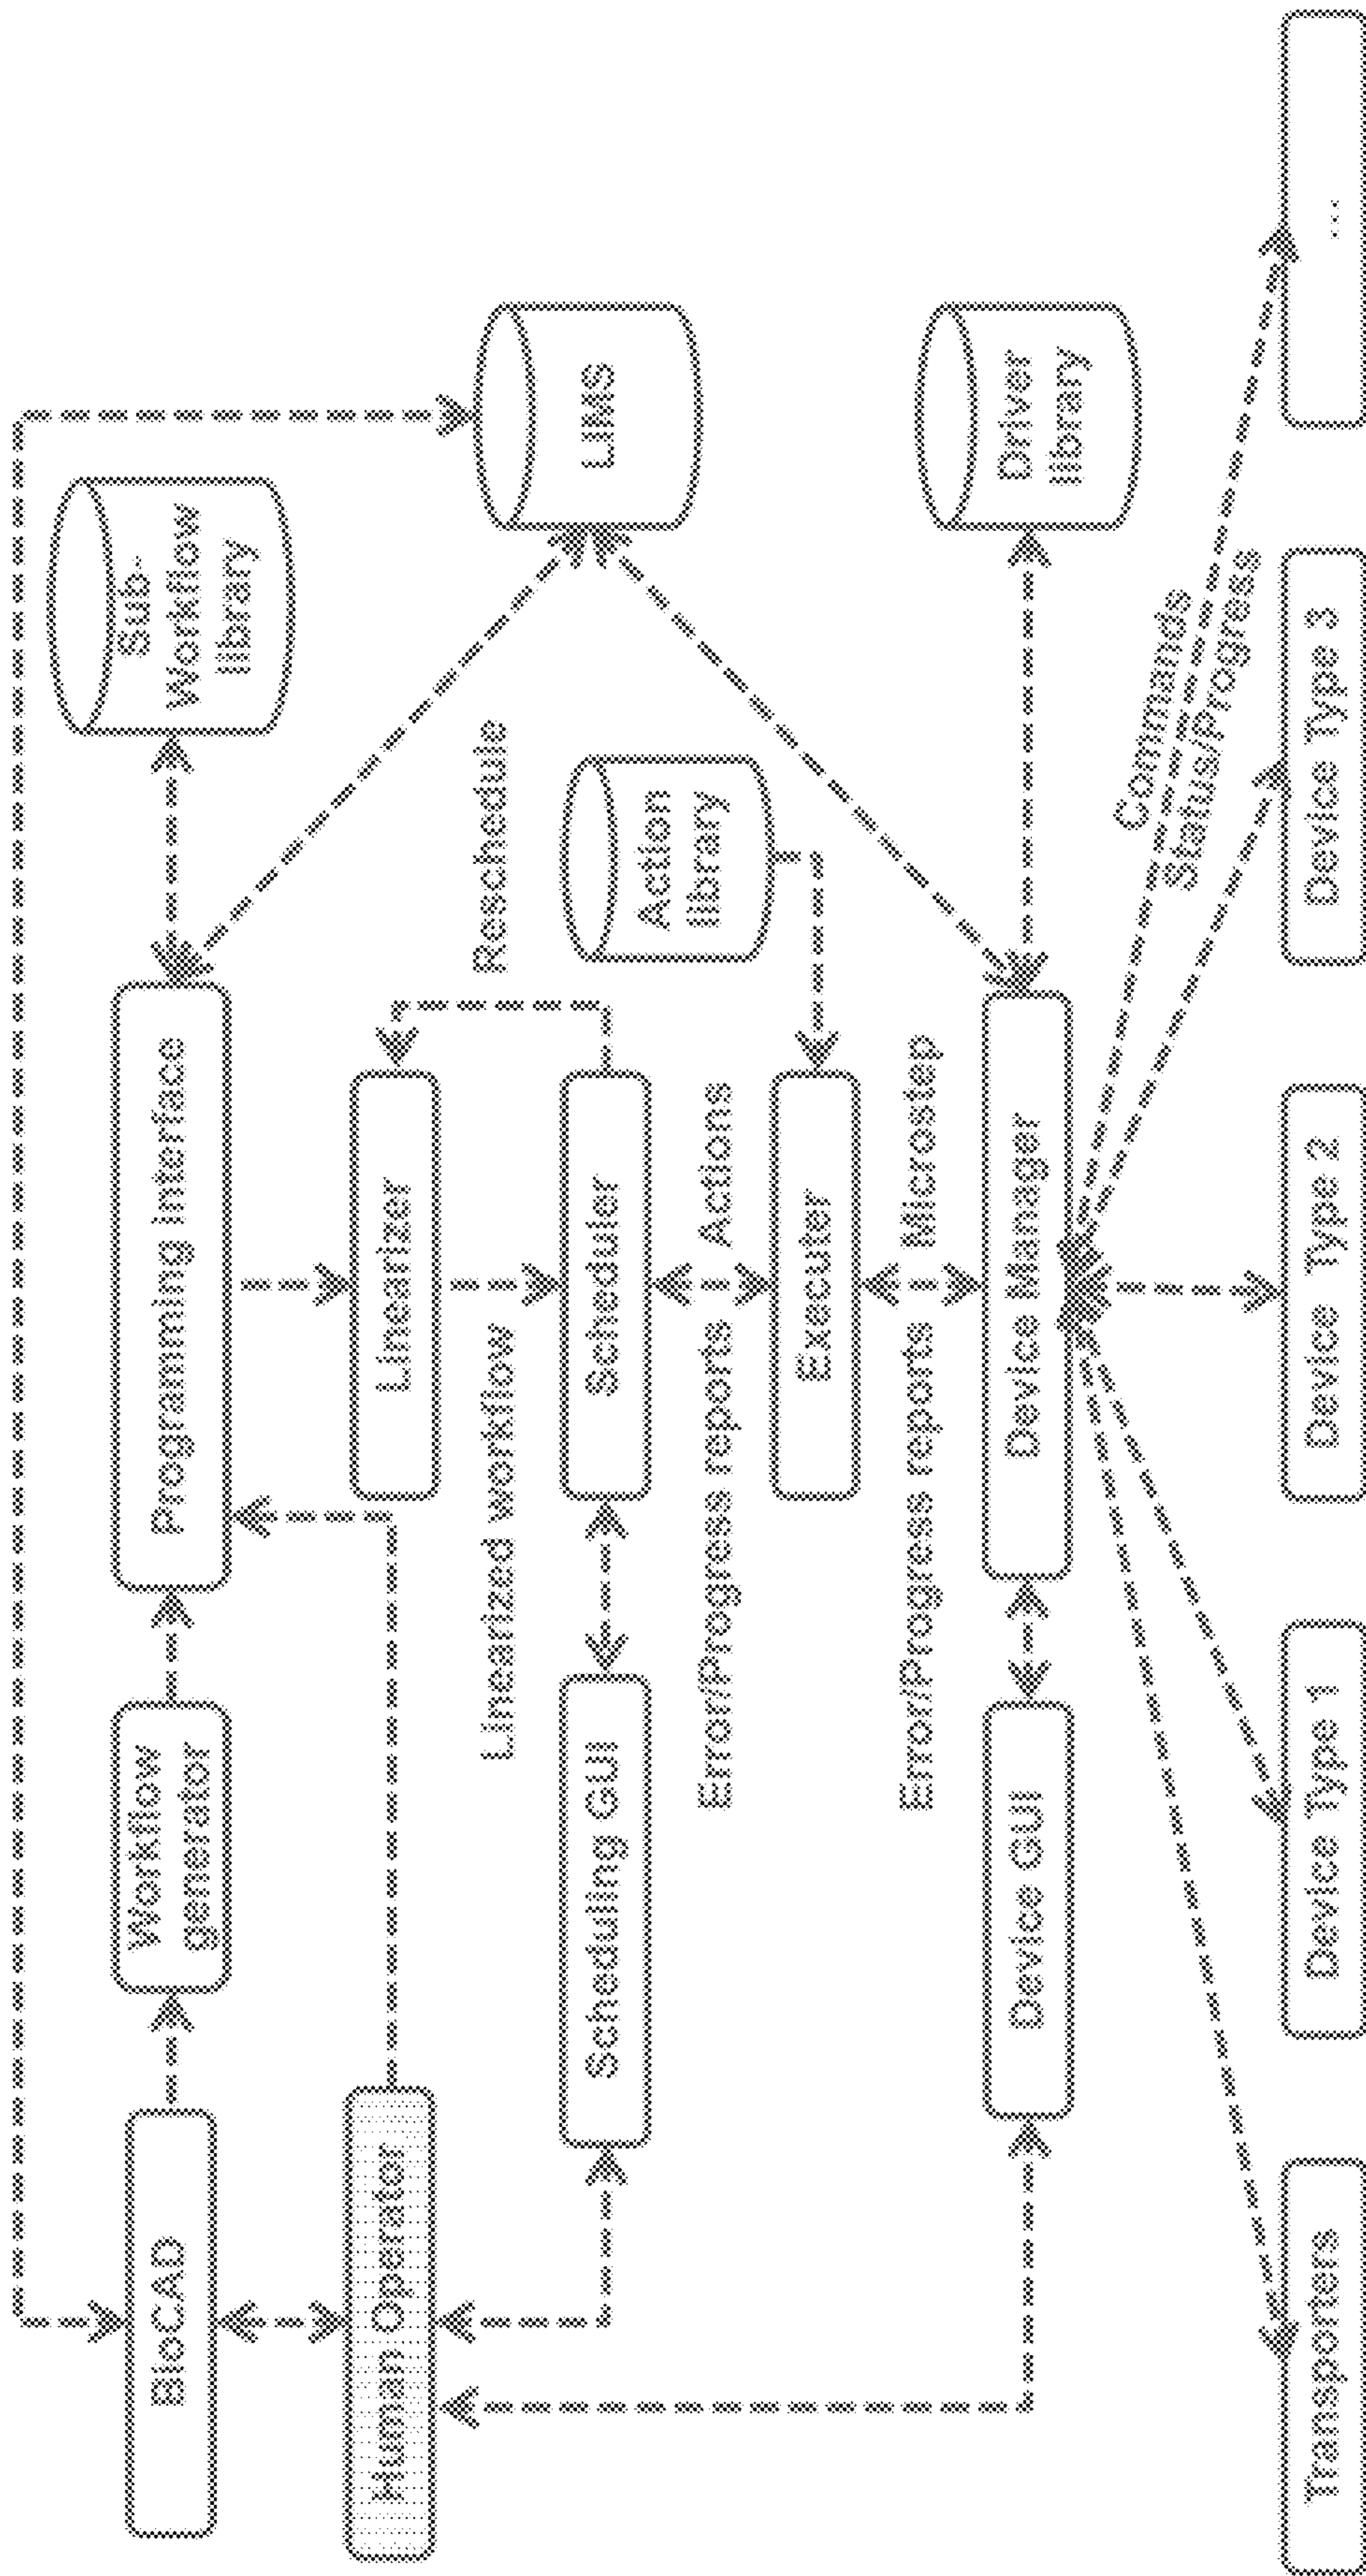 BioCAD
Workflow
generator
Programming interface
Sub-
Workflow
library
Human Operator
Linearizer
Linearized workflow
Reschedule
LIMS
Scheduling GUI
Scheduler
Action
library
Error/Progress reports
Actions
Executer
Error/Progress reports
Microstep
Device GUI
Device Manager
Driver
library
Commands
Status/Progress
Transporters
Device Type 1
Device Type 2
Device Type 3
...